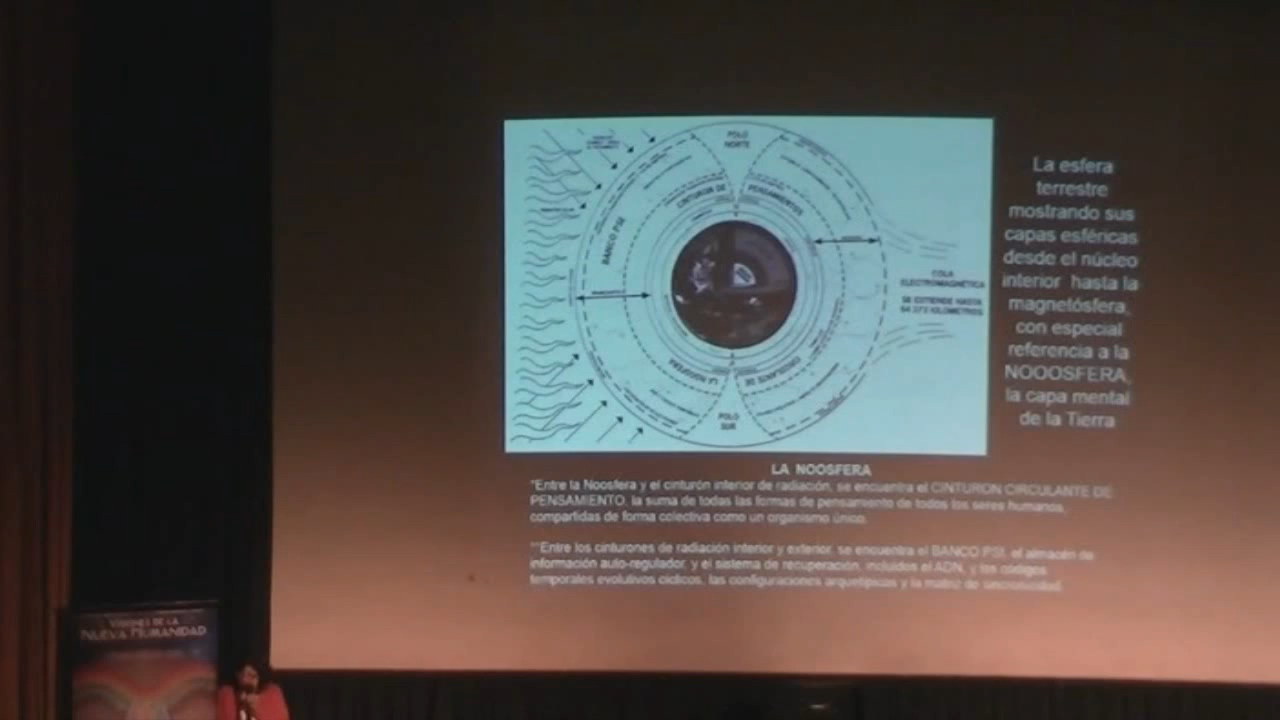 POLO
NORTE
CINTURON DE
PENSAMIENTOS
BANCO PSI
COLA
ELECTROMAGNÉTICA
SE EXTIENDE HASTA
KILOMETROS
LA NOOSFERA
CIRCULANTE DE
POLO
SUR
La esfera
terrestre
mostrando sus
capas esféricas
desde el núcleo
interior hasta la
magnetósfera,
con especial
referencia a la
NOOOSFERA,
la capa mental
de la Tierra
LA NOOSFERA
*Entre la Noosfera y el cinturón interior de radiación, se encuentra el CINTURON CIRCULANTE DE
PENSAMIENTO, la suma de todas las formas de pensamiento de todos los seres humanos,
compartidas de forma colectiva como un organismo único.
**Entre los cinturones de radiación interior y exterior, se encuentra el BANCO PSI, el almacén de
información auto-regulador, y el sistema de recuperación, incluidos el ADN, y los códigos
temporales evolutivos cíclicos, las configuraciones arquetípicas y la matriz de sincronicidad.
VISIONES DE LA
NUEVA HUMANIDAD